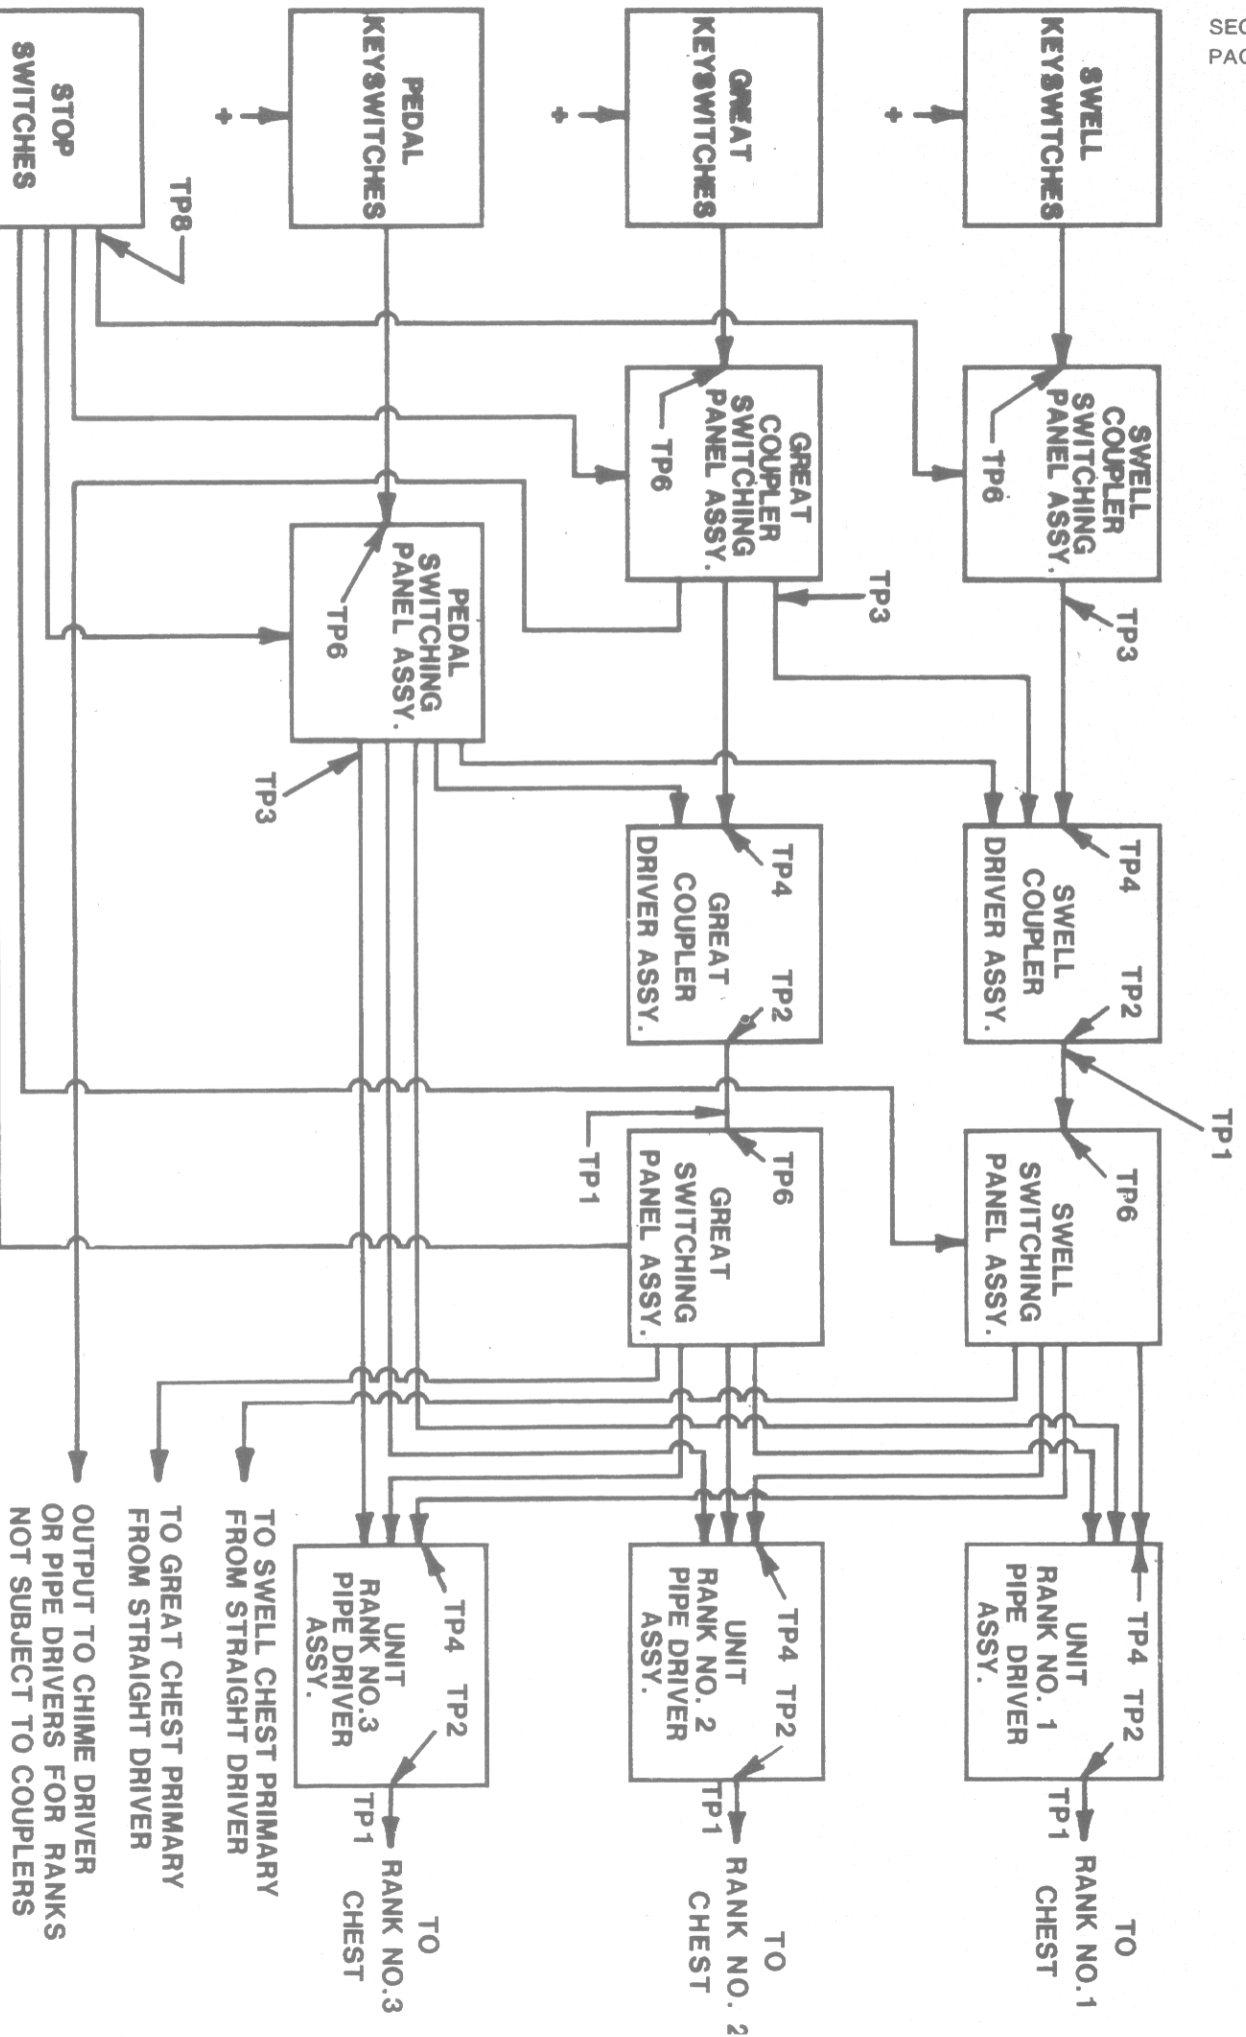 SEC
PAG
SWELL
KEYSWITCHES
+
SWELL
COUPLER
SWITCHING
PANEL ASSY.
TP6
TP3
TP4
TP2
SWELL
COUPLER
DRIVER ASSY.
TP1
TP6
SWELL
SWITCHING
PANEL ASSY.
TP4 TP2
UNIT
RANK NO. 1
PIPE DRIVER
ASSY.
TP1
TO
RANK NO.1
CHEST
GREAT
KEYSWITCHES
+
GREAT
COUPLER
SWITCHING
PANEL ASSY.
TP6
TP3
TP4
TP2
GREAT
COUPLER
DRIVER ASSY.
TP1
TP6
GREAT
SWITCHING
PANEL ASSY.
TP4 TP2
UNIT
RANK NO. 2
PIPE DRIVER
ASSY.
TP1
TO
RANK NO. 2
CHEST
PEDAL
KEYSWITCHES
+
PEDAL
SWITCHING
PANEL ASSY.
TP6
TP3
TP4 TP2
UNIT
RANK NO.3
PIPE DRIVER
ASSY.
TP1
TO
RANK NO.3
CHEST
STOP
SWITCHES
TP8
TO SWELL CHEST PRIMARY
FROM STRAIGHT DRIVER
TO GREAT CHEST PRIMARY
FROM STRAIGHT DRIVER
OUTPUT TO CHIME DRIVER
OR PIPE DRIVERS FOR RANKS
NOT SUBJECT TO COUPLERS